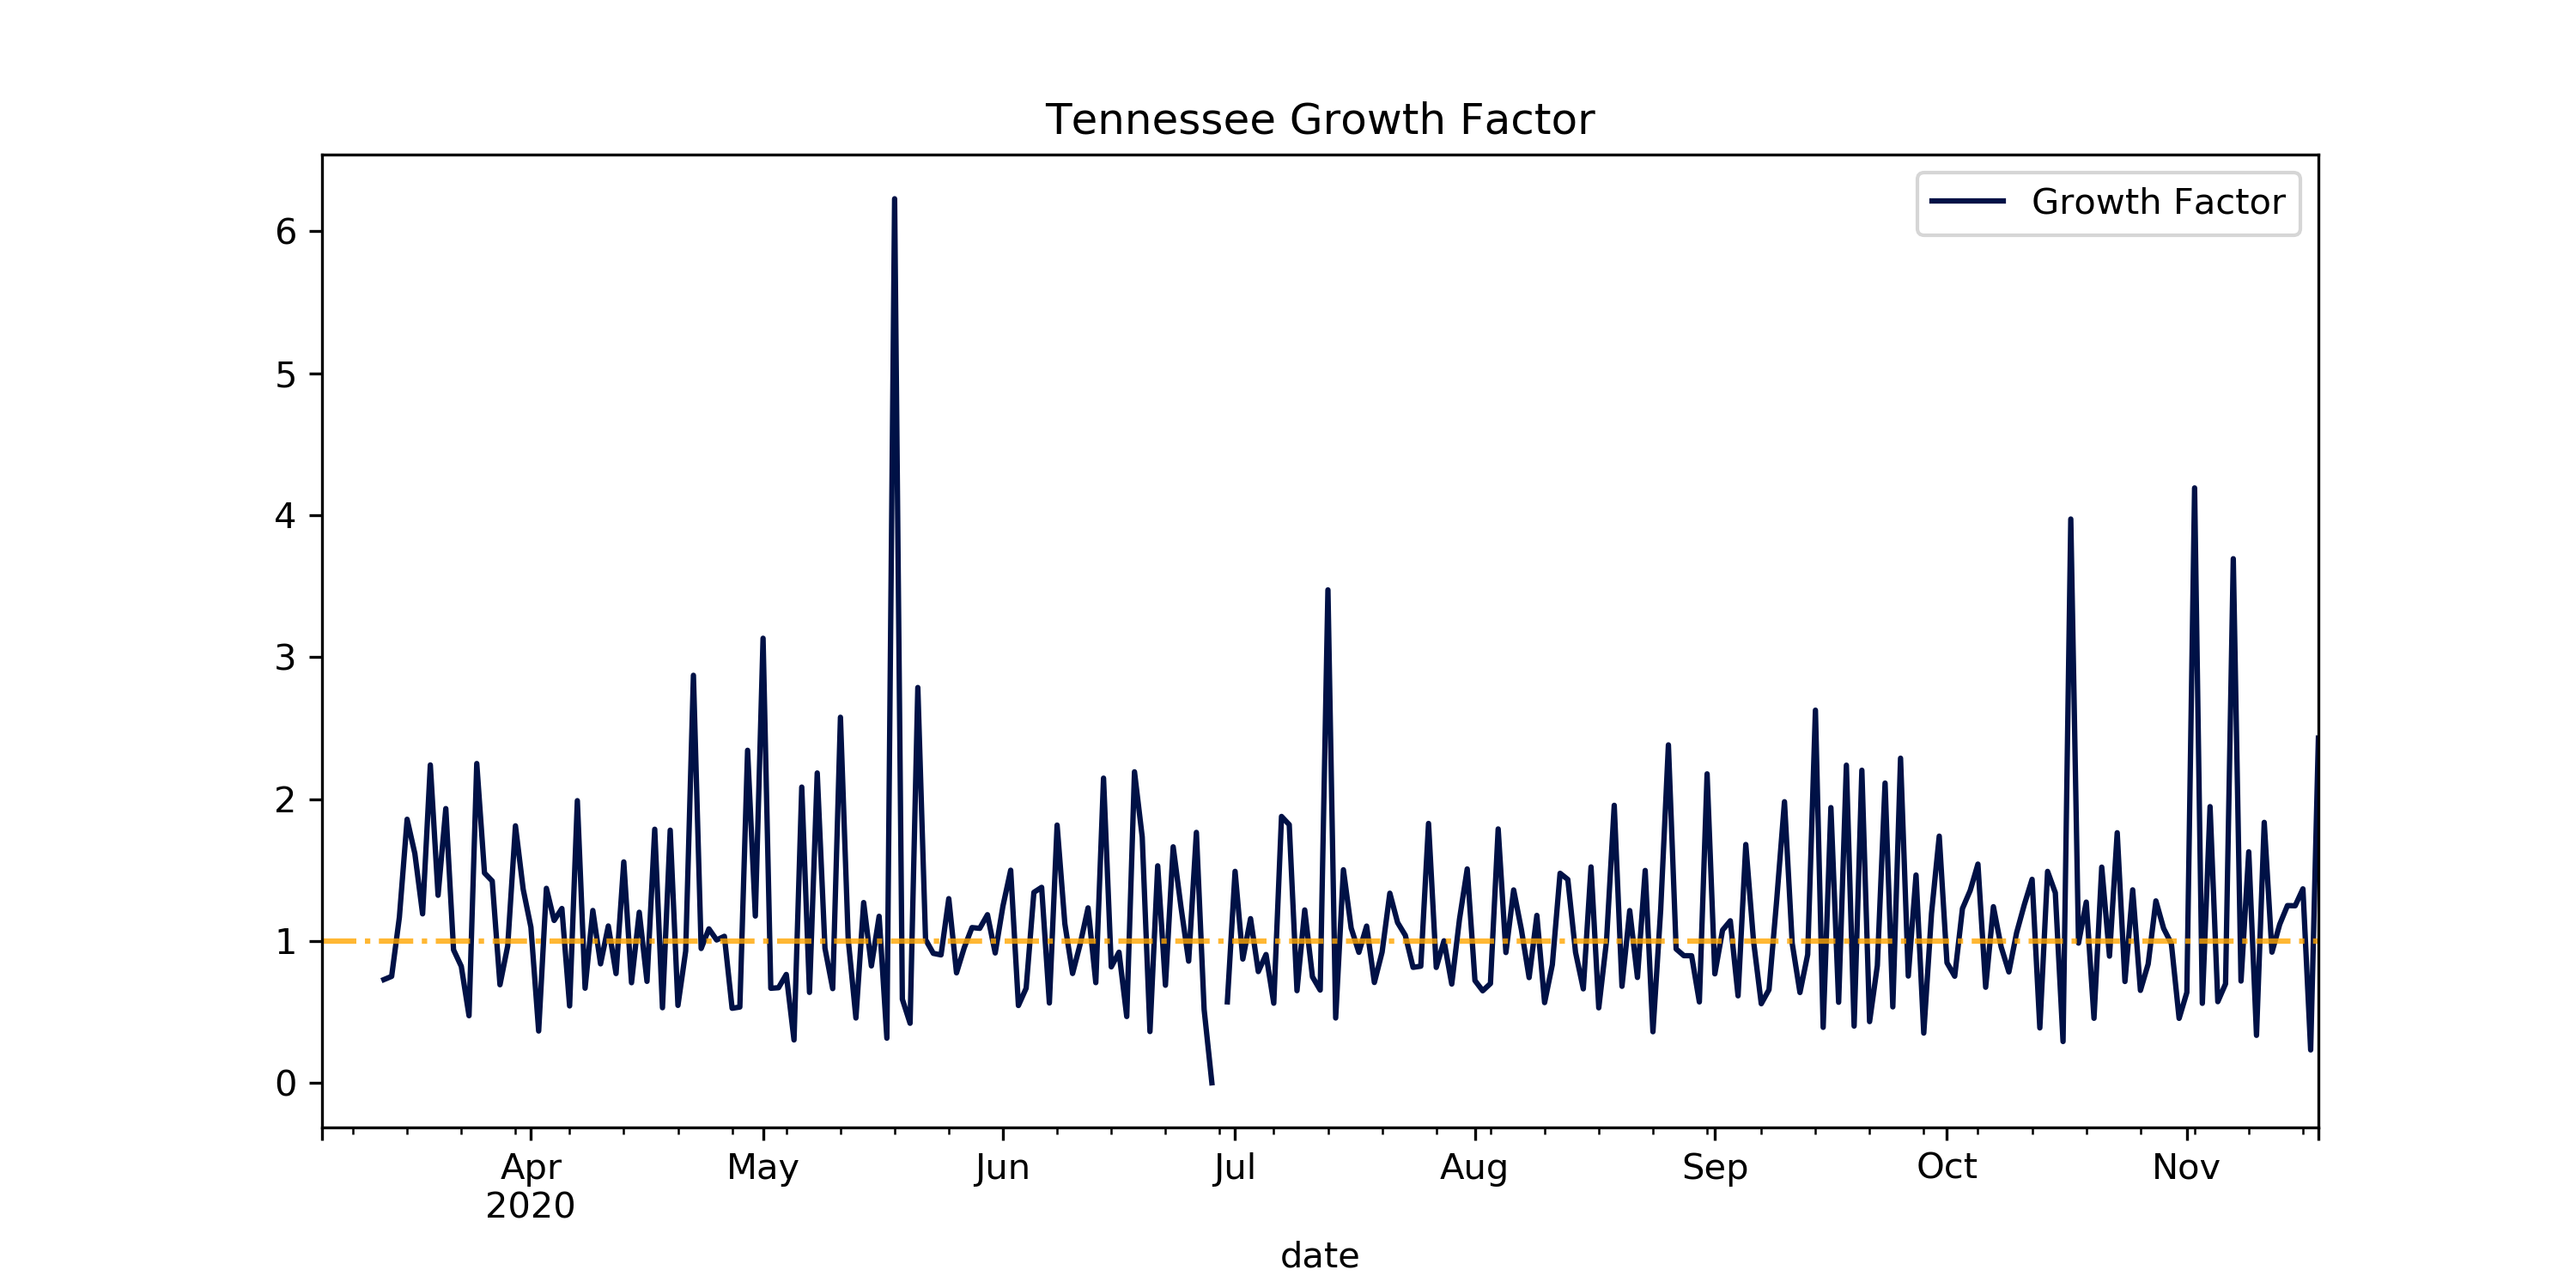 Tennessee Growth Factor
Growth Factor
6
5
4
3
2
1
0
Apr
2020
May
Jun
Jul
Aug
Sep
Oct
Nov
date